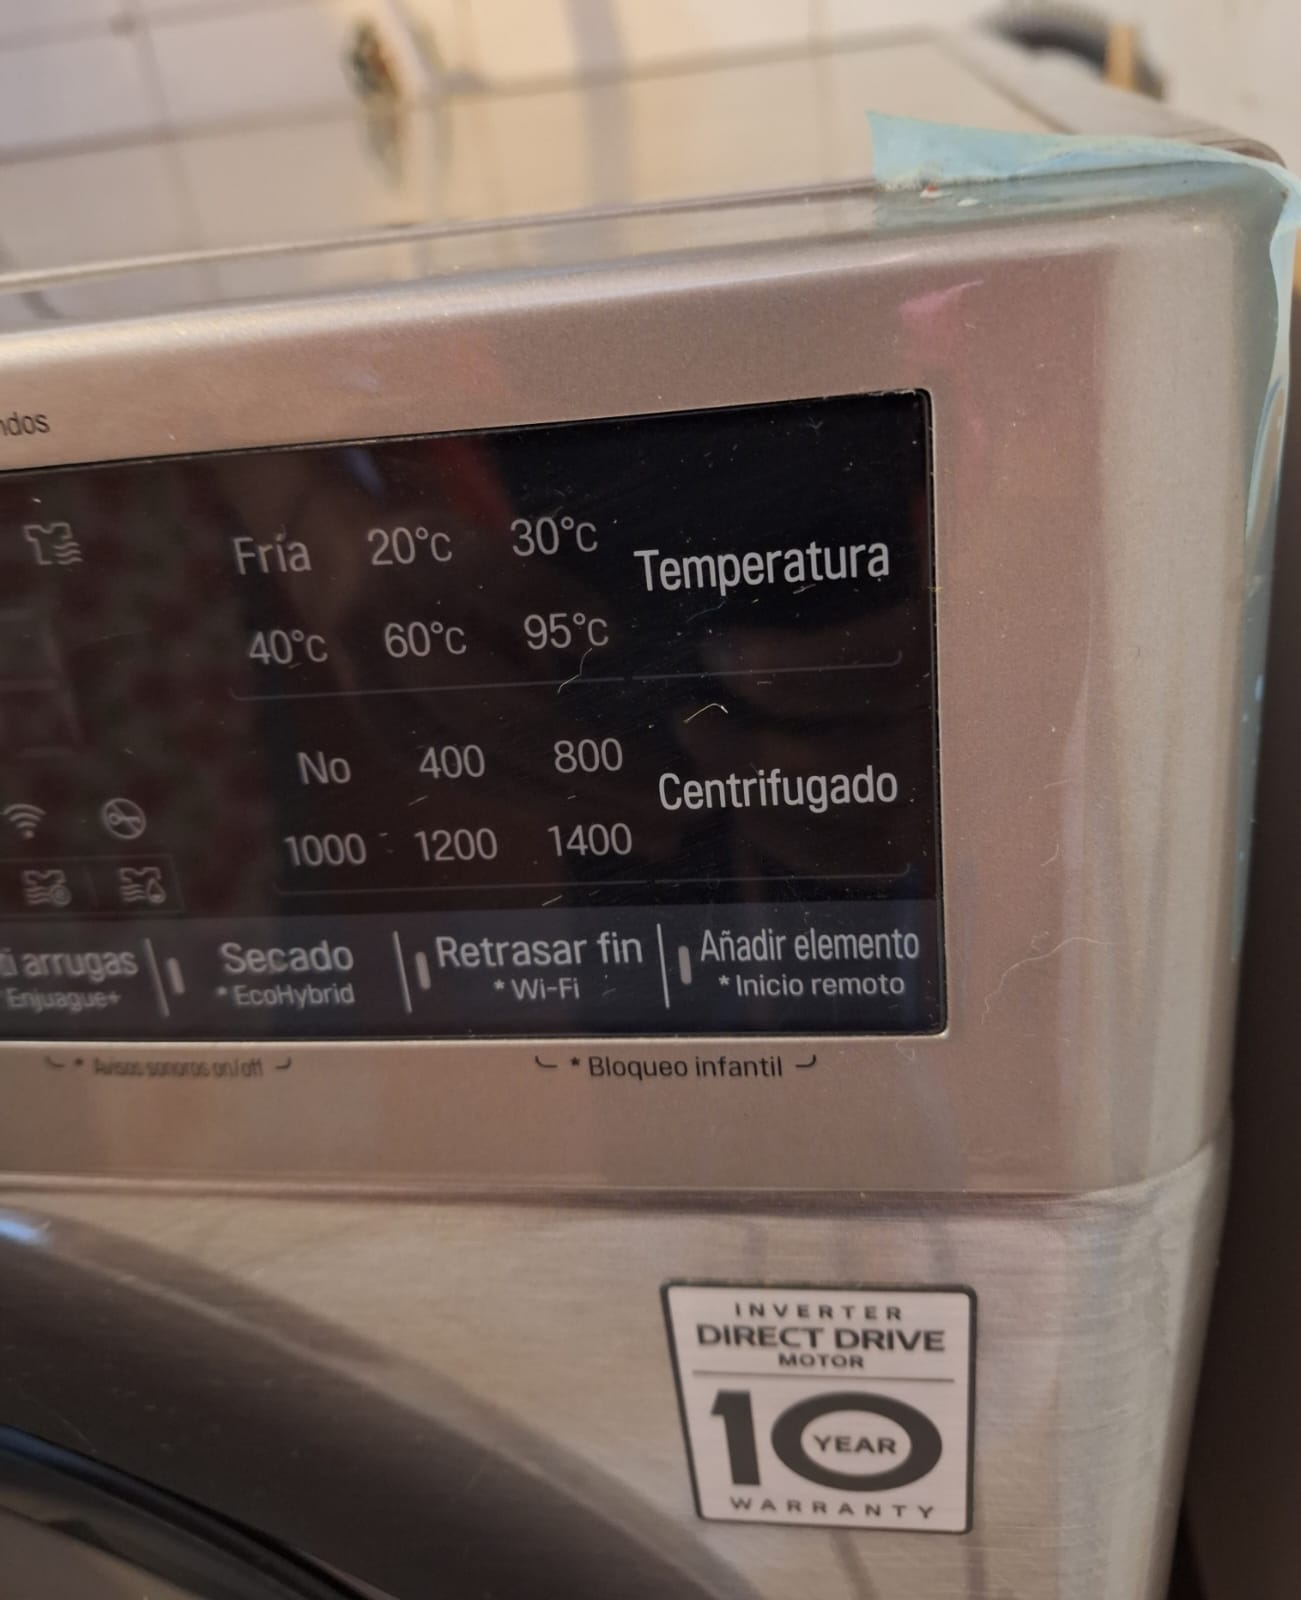 Fría 20°c 30°c Temperatura
40°c 60°c 95°c
No 400 800 Centrifugado
1000 1200 1400
arrugas Secado Retrasar fin Añadir elemento
Enjuague+ *EcoHybrid *Wi-Fi *Inicio remoto
* Avisos sonoros on/off * Bloqueo infantil
INVERTER
DIRECT DRIVE
MOTOR
10 YEAR
WARRANTY